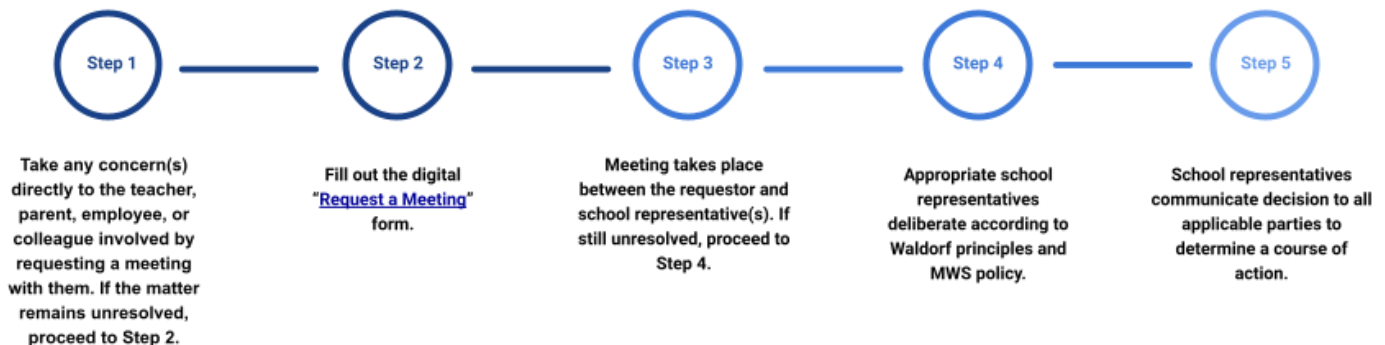 Step 1
Step 2
Step 3
Step 4
Step 5
Take any concern(s)
directly to the teacher,
parent, employee, or
colleague involved by
requesting a meeting
with them. If the matter
remains unresolved,
proceed to Step 2.
Fill out the digital
"Request a Meeting"
form.
Meeting takes place
between the requestor and
school representative(s). If
still unresolved, proceed to
Step 4.
Appropriate school
representatives
deliberate according to
Waldorf principles and
MWS policy.
School representatives
communicate decision to all
applicable parties to
determine a course of
action.